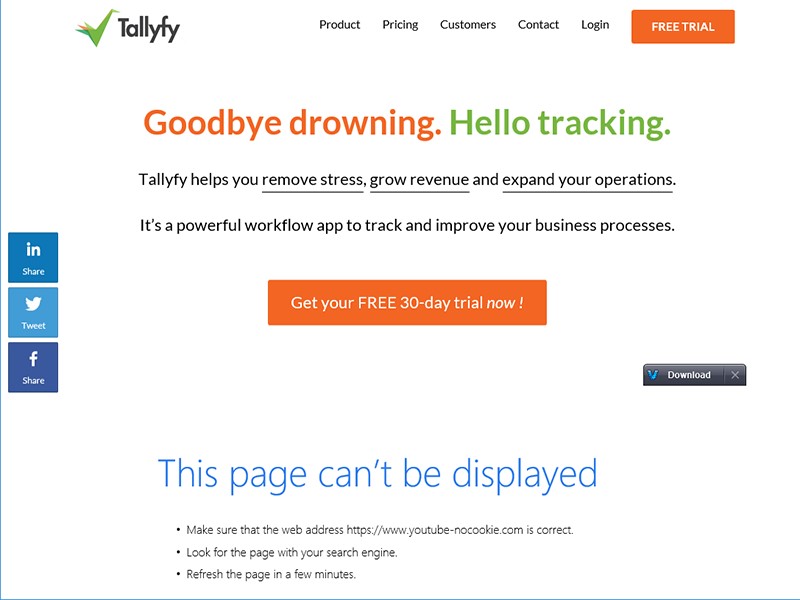 Tallyfy
Product Pricing Customers Contact Login FREE TRIAL
Goodbye drowning. Hello tracking.
Tallyfy helps you remove stress, grow revenue and expand your operations.
It's a powerful workflow app to track and improve your business processes.
in
Share
Tweet
f
Share
Get your FREE 30-day trial now !
Download
This page can't be displayed
• Make sure that the web address https://www.youtube-nocookie.com is correct.
• Look for the page with your search engine.
• Refresh the page in a few minutes.